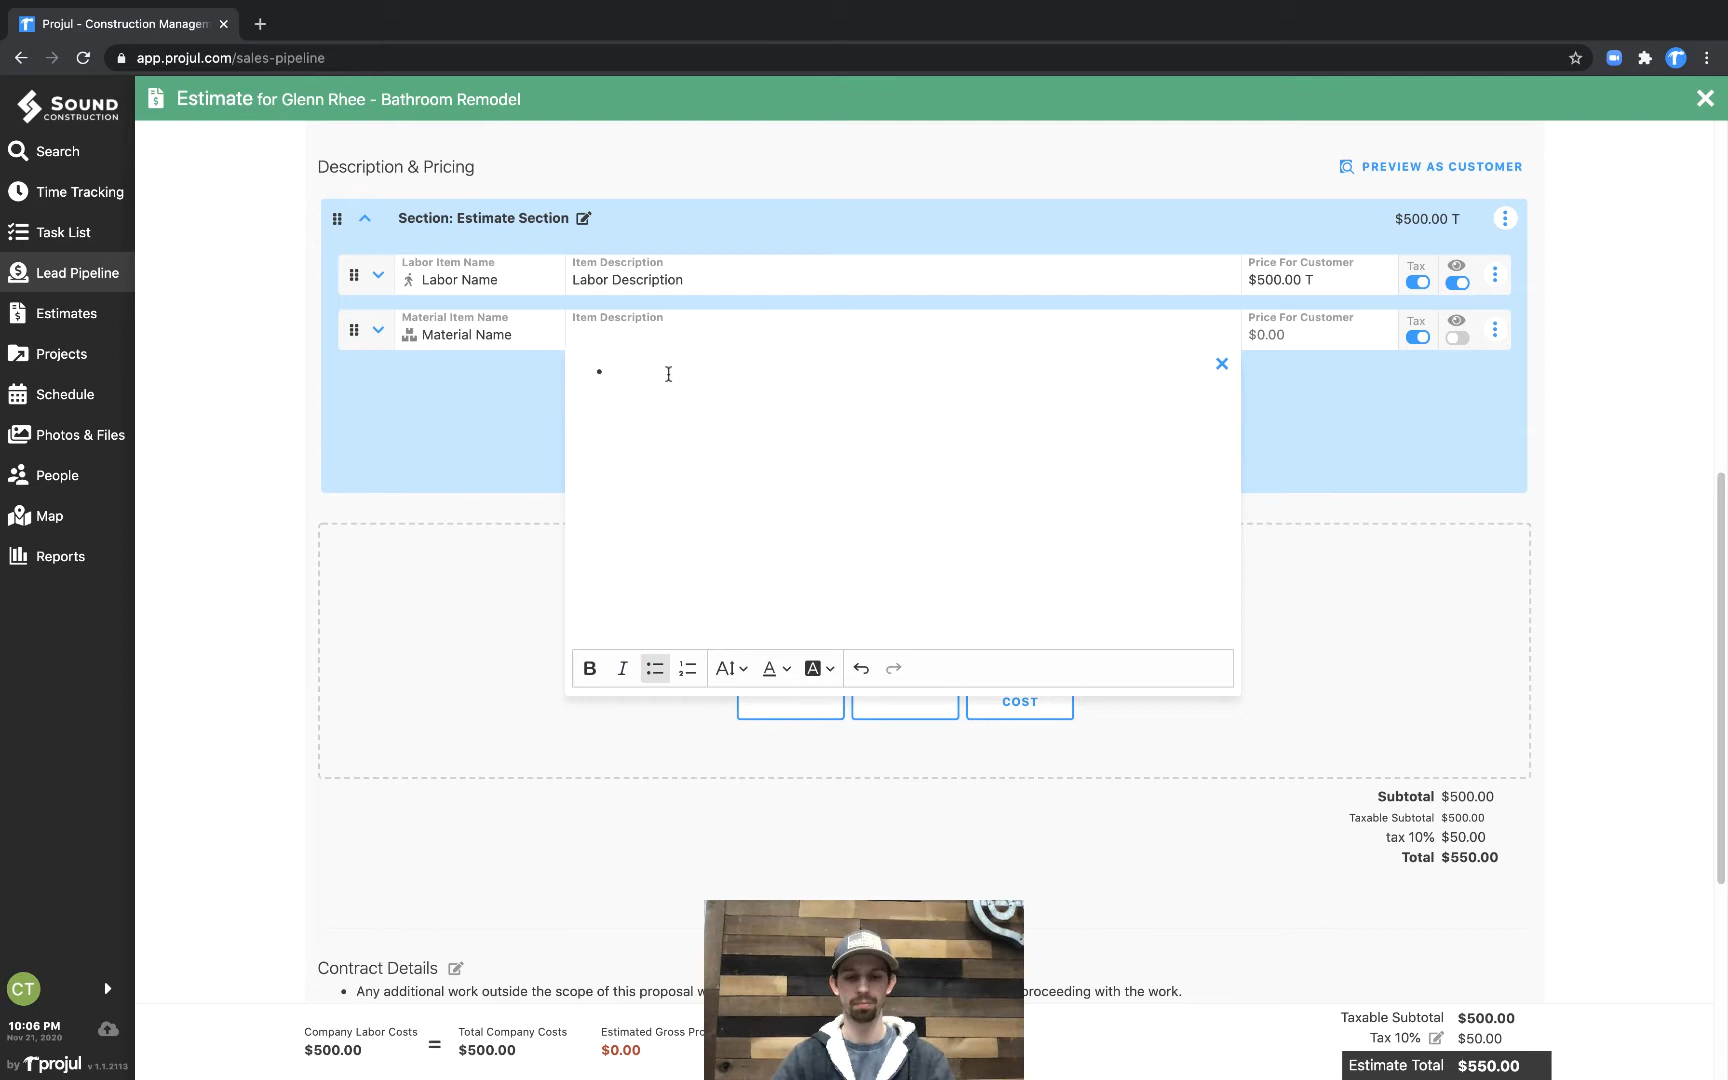 Projul - Construction Managem
app.projul.com/sales-pipeline
SOUND
CONSTRUCTION
Estimate for Glenn Rhee - Bathroom Remodel
Search
Time Tracking
Task List
Lead Pipeline
Estimates
Projects
Schedule
Photos & Files
People
Map
Reports
Description & Pricing
PREVIEW AS CUSTOMER
Section: Estimate Section
$500.00 T
Labor Item Name
Labor Name
Item Description
Labor Description
Price For Customer
$500.00 T
Tax
Material Item Name
Material Name
Item Description
Price For Customer
$0.00
Tax
COST
Subtotal $500.00
Taxable Subtotal $500.00
tax 10% $50.00
Total $550.00
Contract Details
• Any additional work outside the scope of this proposal
proceeding with the work.
CT
10:06 PM
Nov 21, 2020
by projul v 1.1.2113
Company Labor Costs
$500.00
=
Total Company Costs
$500.00
Estimated Gross Pro
$0.00
Taxable Subtotal $500.00
Tax 10% $50.00
Estimate Total $550.00